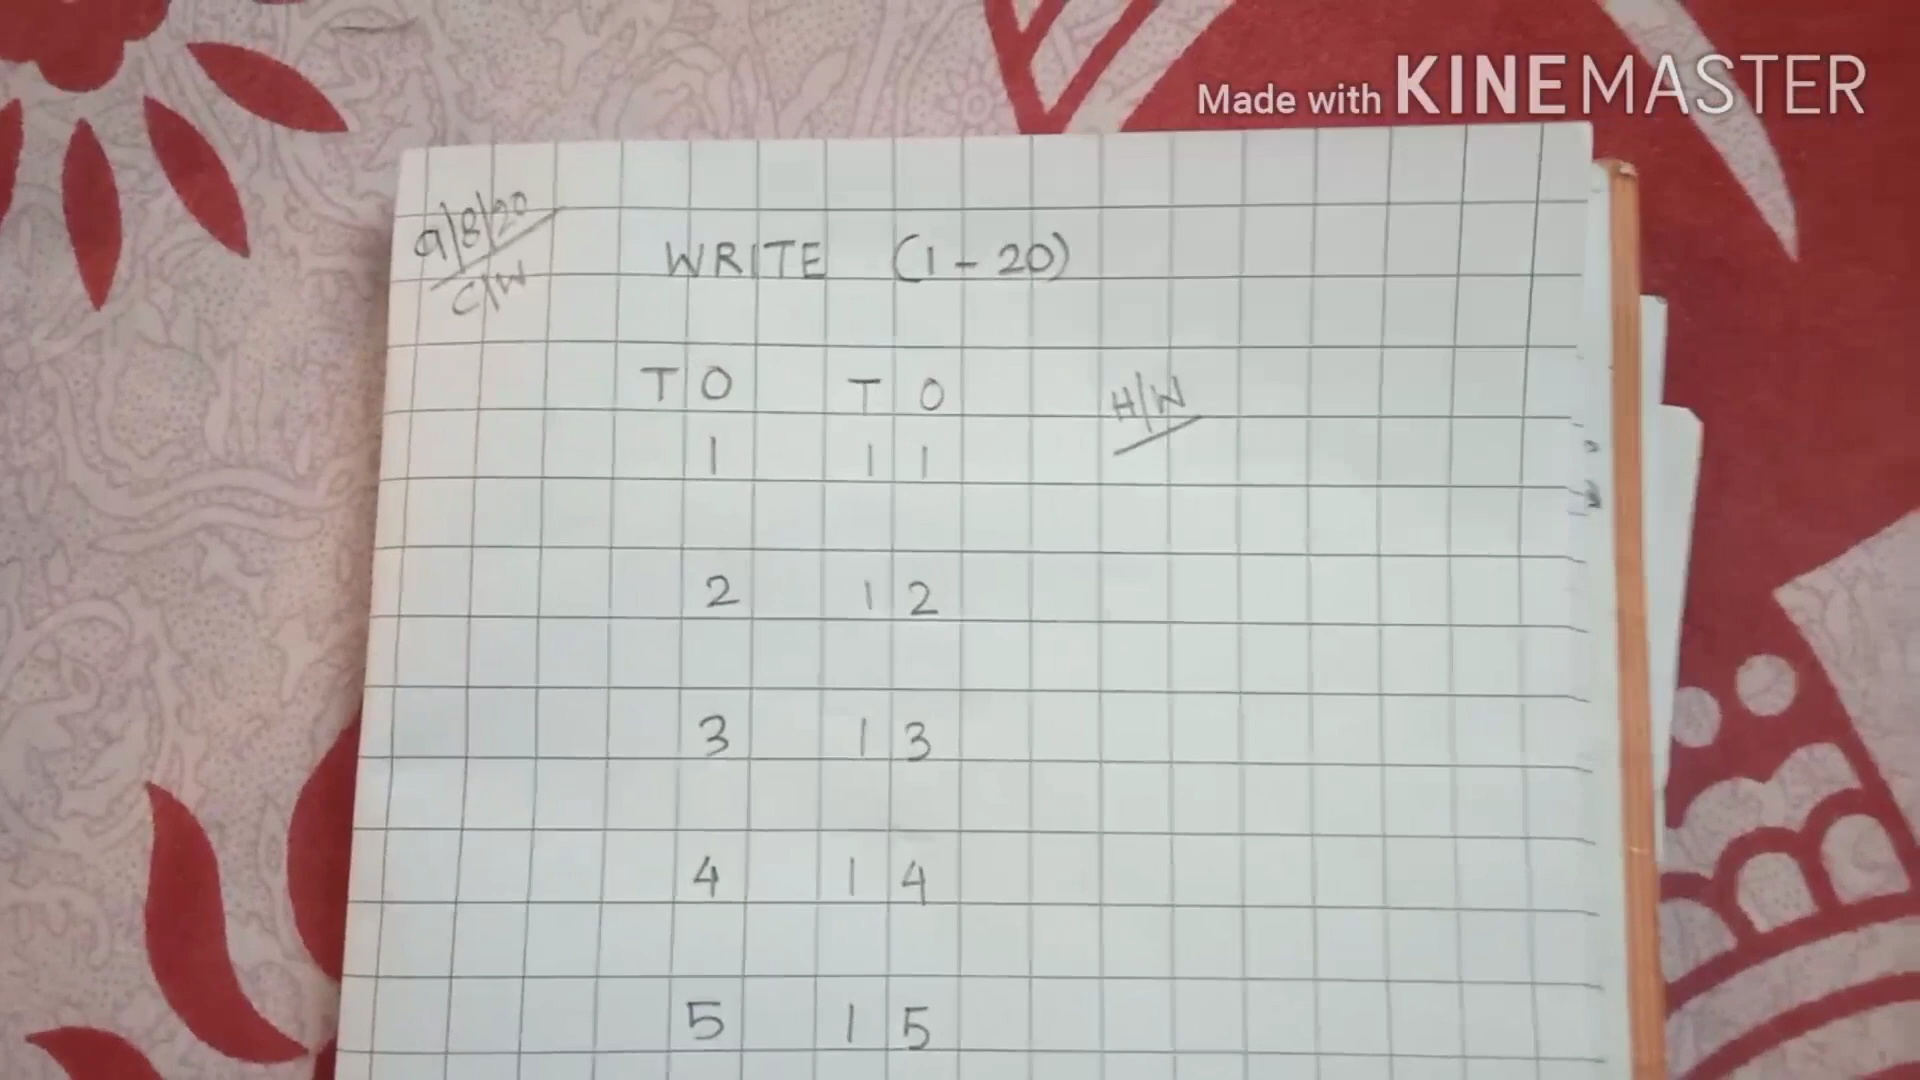 Made with KINEMASTER
9/8/20
C/W
WRITE (1 - 20)
T O T O
H/W
1 1 1
2 1 2
3 1 3
4 1 4
5 1 5